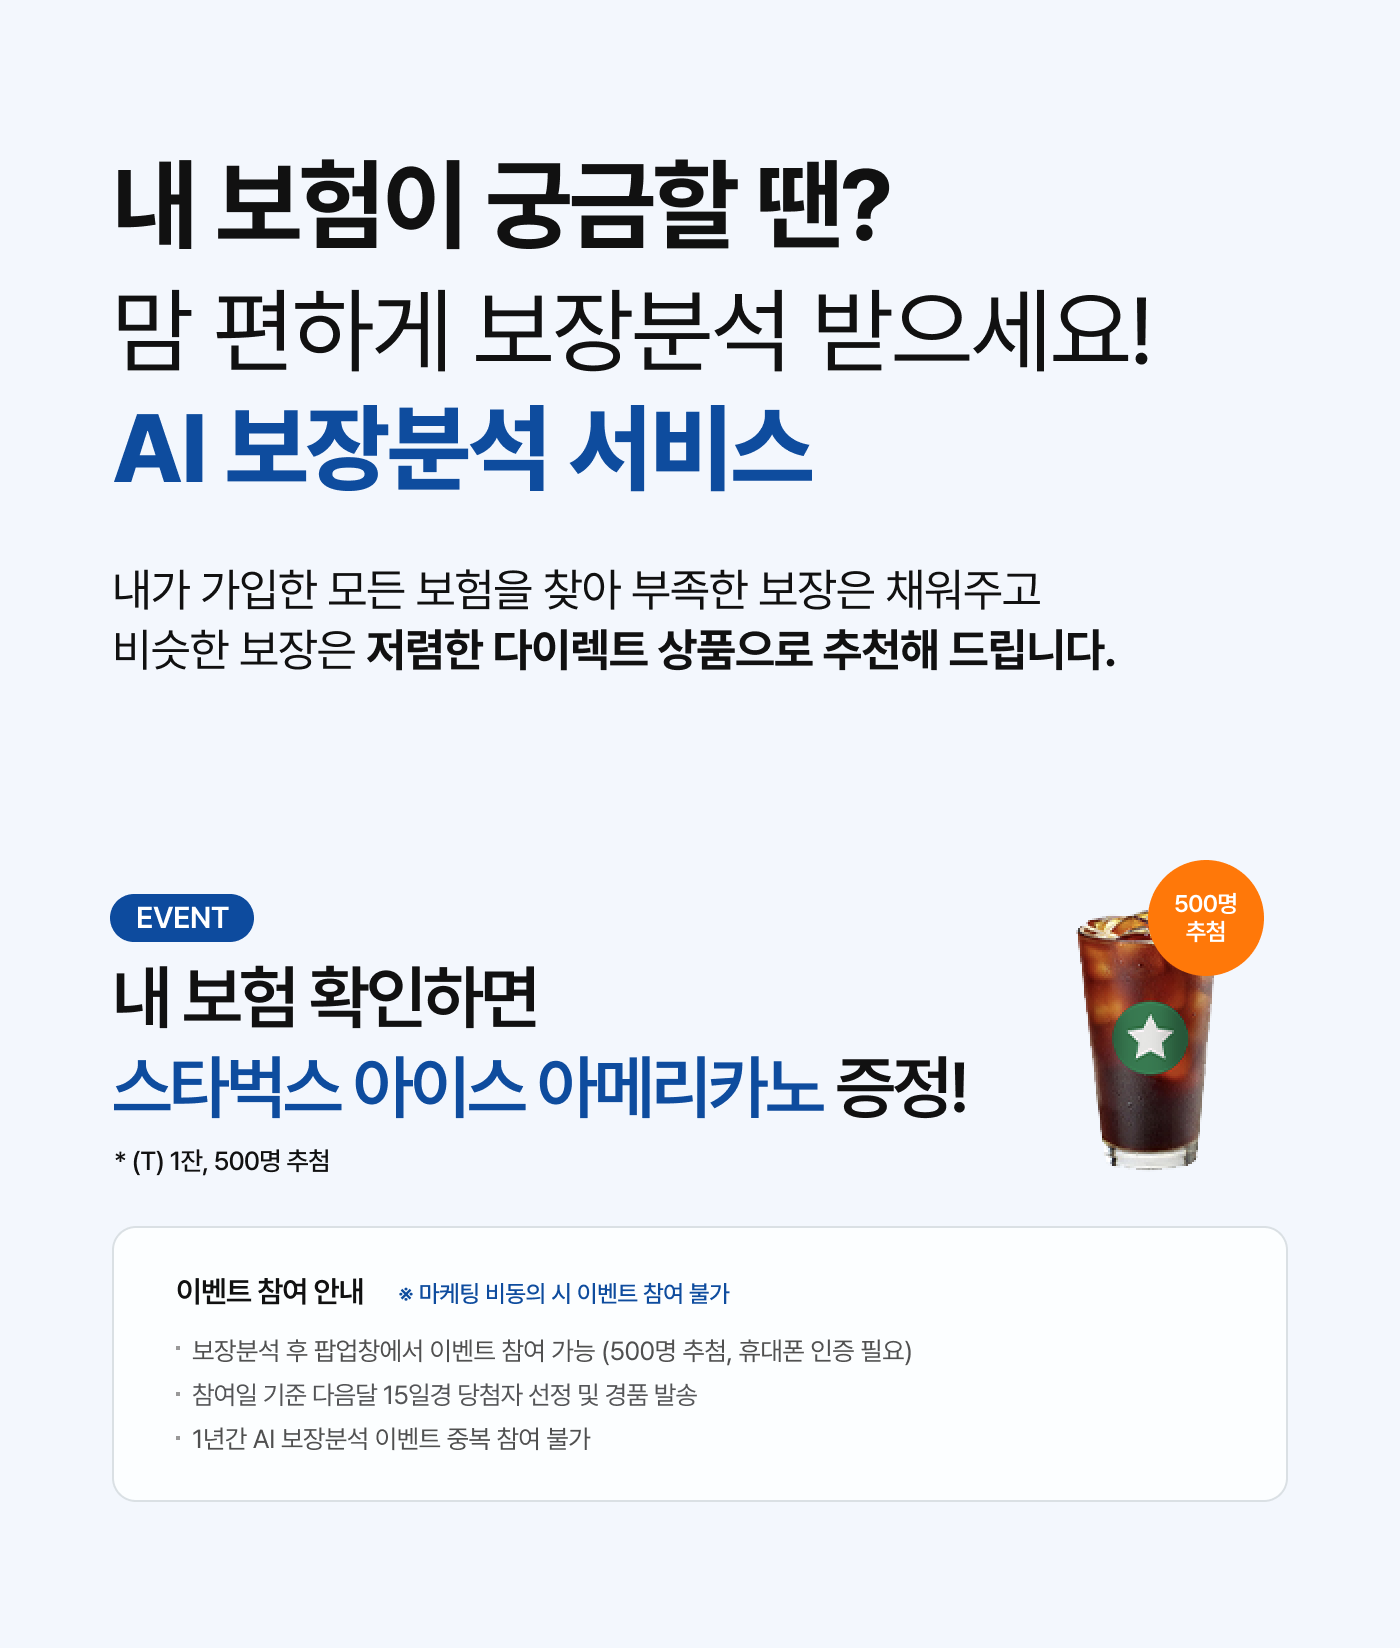 내 보험이 궁금할 땐?
맘 편하게 보장분석 받으세요!
AI 보장분석 서비스
내가 가입한 모든 보험을 찾아 부족한 보장은 채워주고
비슷한 보장은 저렴한 다이렉트 상품으로 추천해 드립니다.
EVENT
내 보험 확인하면
스타벅스 아이스 아메리카노 증정!
* (T) 1잔, 500명 추첨
500명
추첨
이벤트 참여 안내 ※ 마케팅 비동의 시 이벤트 참여 불가
· 보장분석 후 팝업창에서 이벤트 참여 가능 (500명 추첨, 휴대폰 인증 필요)
· 참여일 기준 다음달 15일경 당첨자 선정 및 경품 발송
· 1년간 AI 보장분석 이벤트 중복 참여 불가